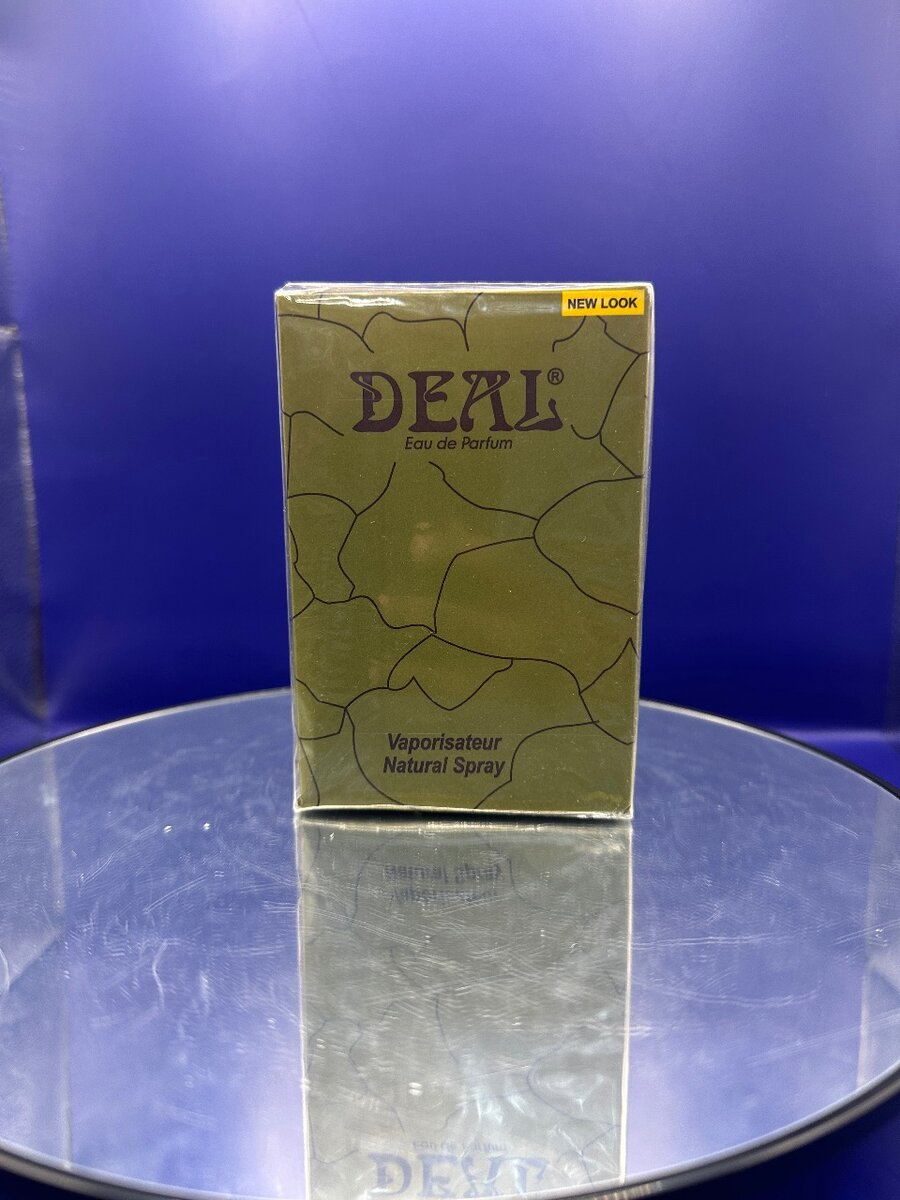 NEW LOOK
DEAL®
Eau de Parfum
Vaporisateur
Natural Spray